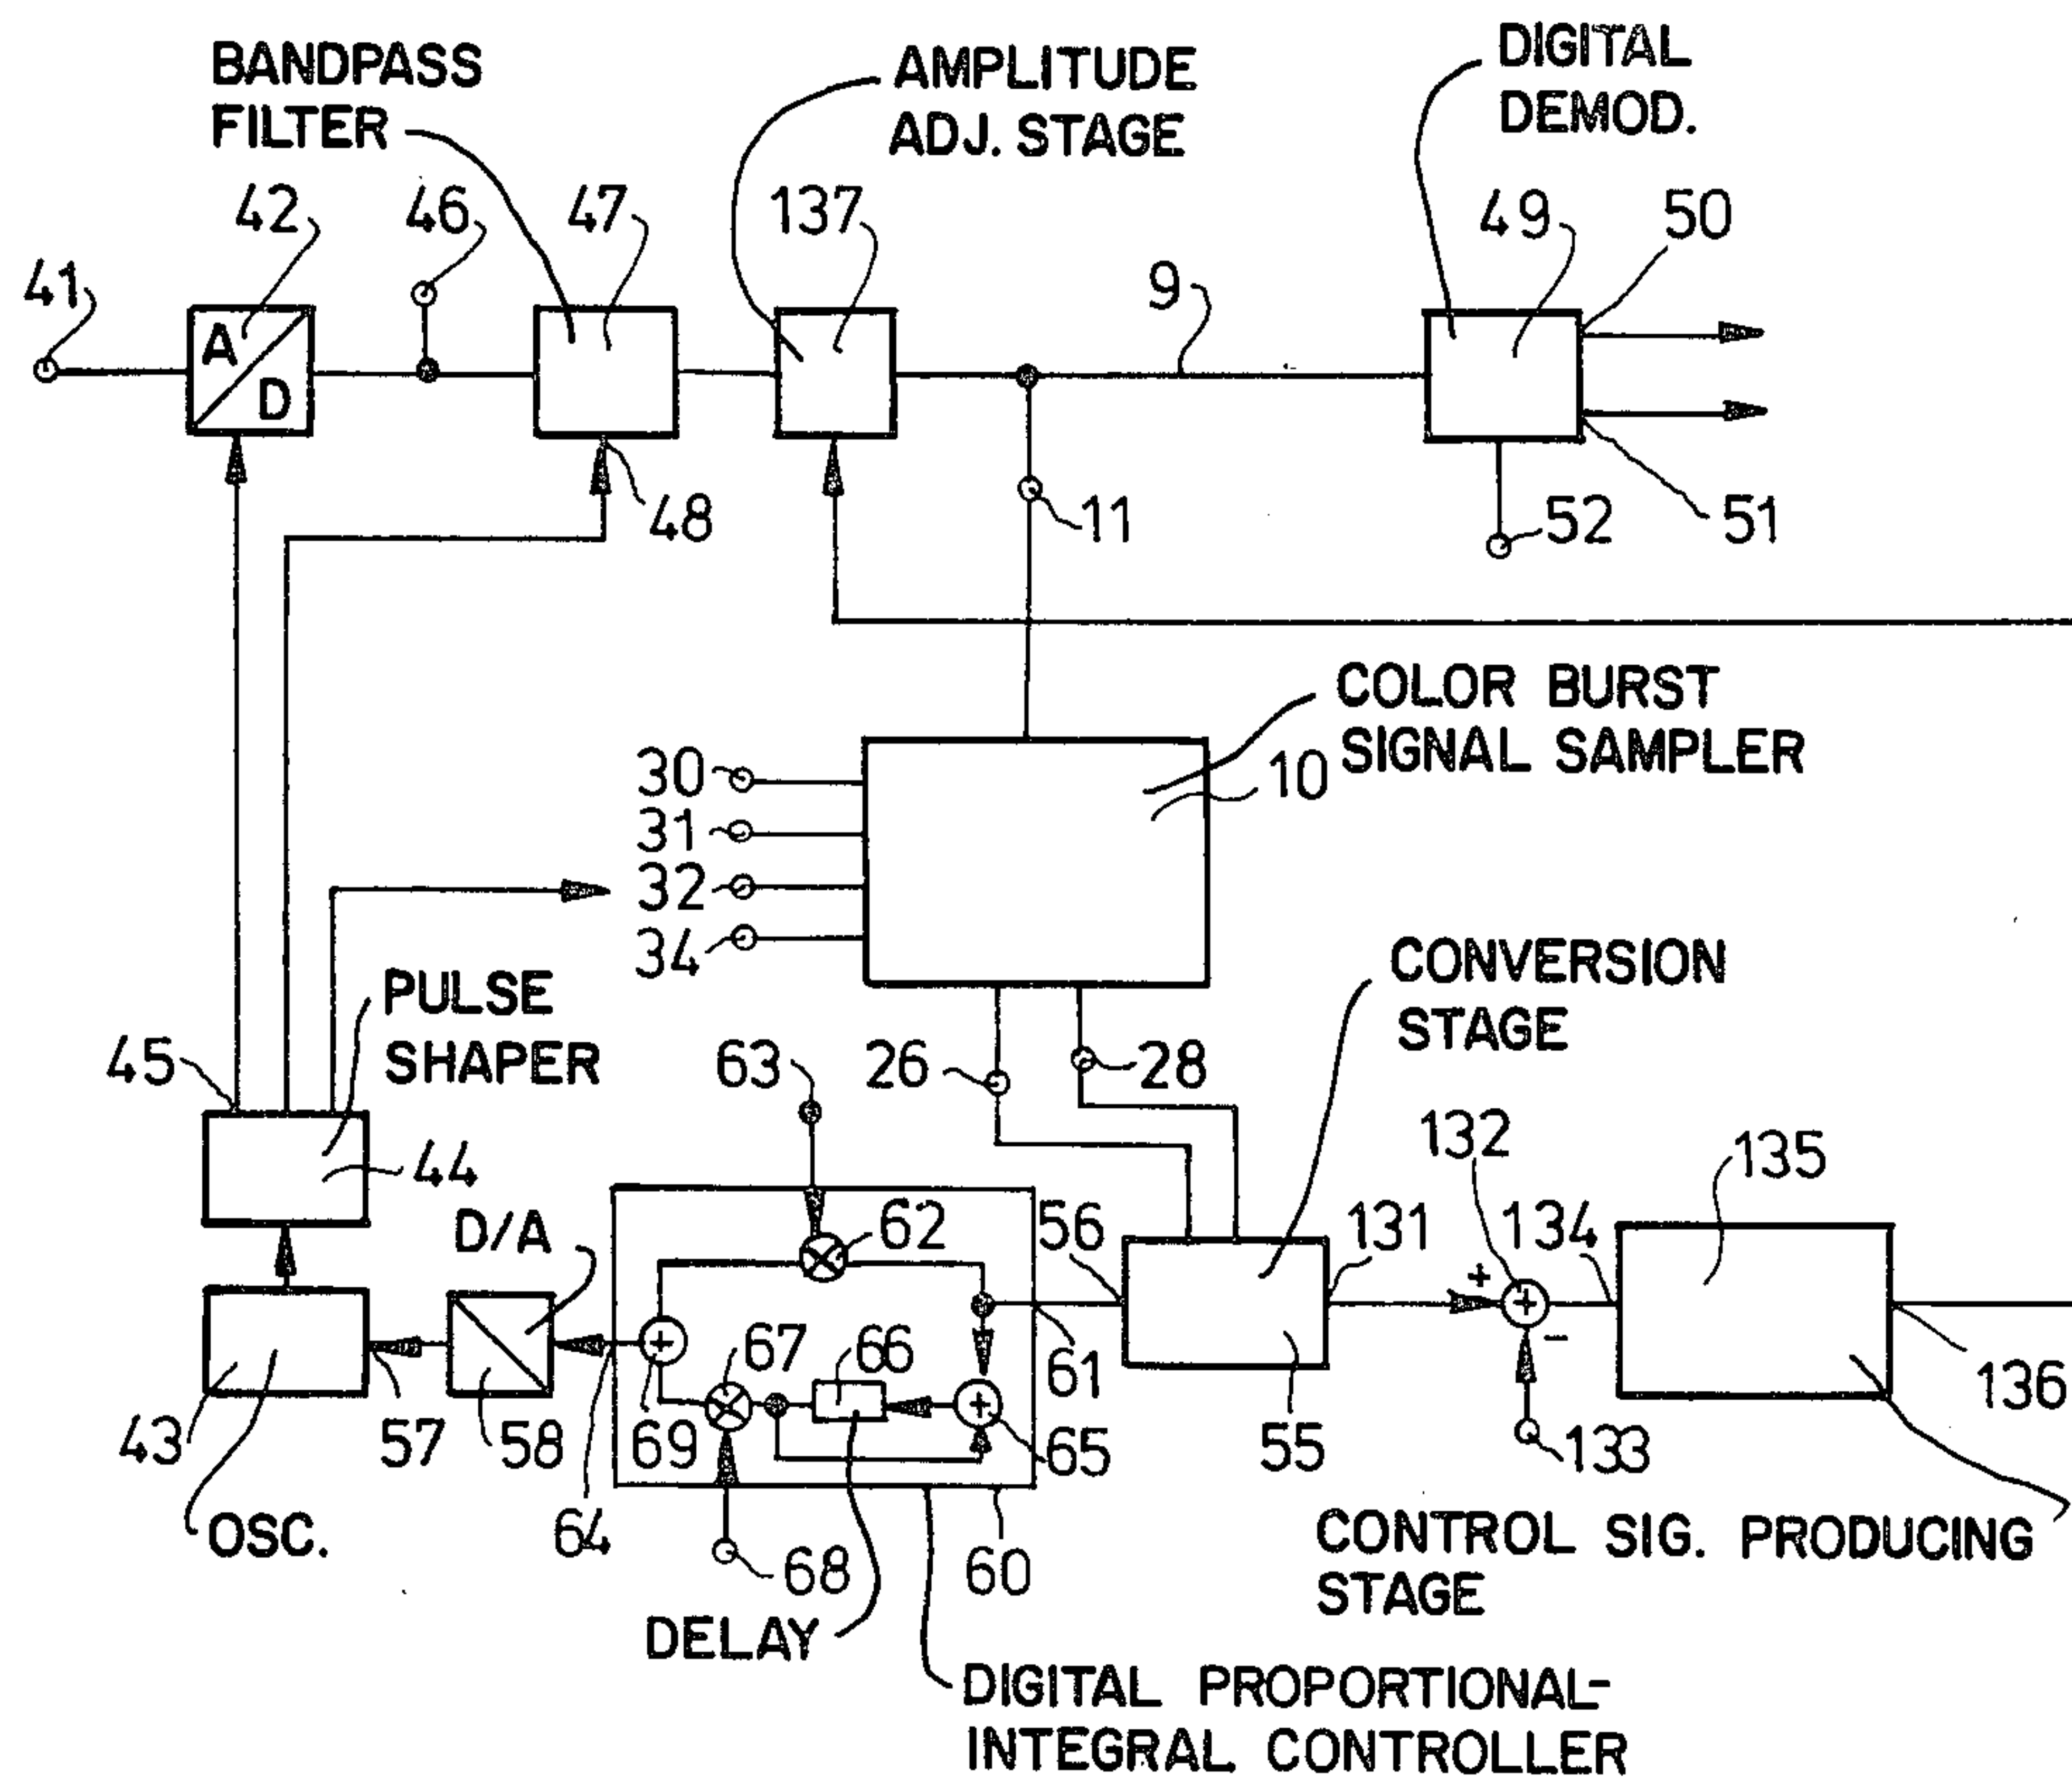 BANDPASS
FILTER
AMPLITUDE
ADJ. STAGE
DIGITAL
DEMOD.
42
46
47
137
49
50
41
9
A
D
48
11
52
51
COLOR BURST
SIGNAL SAMPLER
30
10
31
32
34
CONVERSION
STAGE
PULSE
SHAPER
45
63
26
28
44
132
135
D/A
62
56
131
134
+
+
−
67
66
61
+
+
136
43
57
58
69
65
55
133
OSC.
64
68
60
CONTROL SIG. PRODUCING
STAGE
DELAY
DIGITAL PROPORTIONAL-
INTEGRAL CONTROLLER